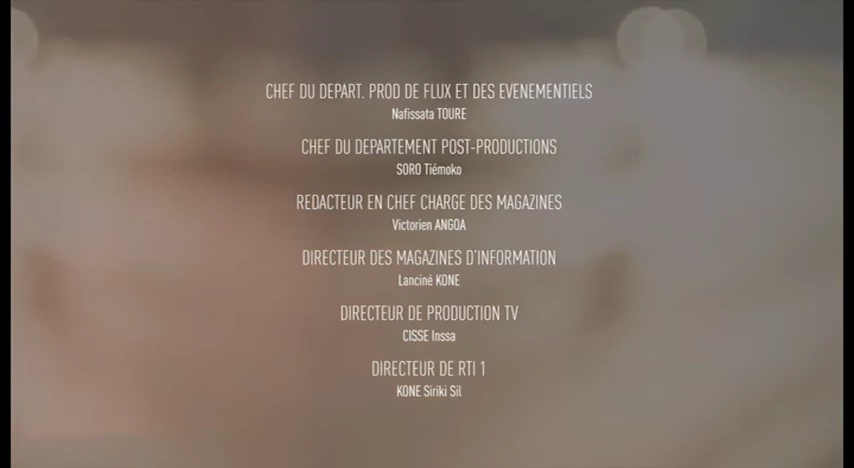 CHEF DU DEPART. PROD DE FLUX ET DES EVENEMENTIELS
Nafissata TOURE
CHEF DU DEPARTEMENT POST-PRODUCTIONS
SORO Tiémoko
REDACTEUR EN CHEF CHARGE DES MAGAZINES
Victorien ANGOA
DIRECTEUR DES MAGAZINES D'INFORMATION
Lanciné KONE
DIRECTEUR DE PRODUCTION TV
CISSE Inssa
DIRECTEUR DE RTI 1
KONE Siriki Sil